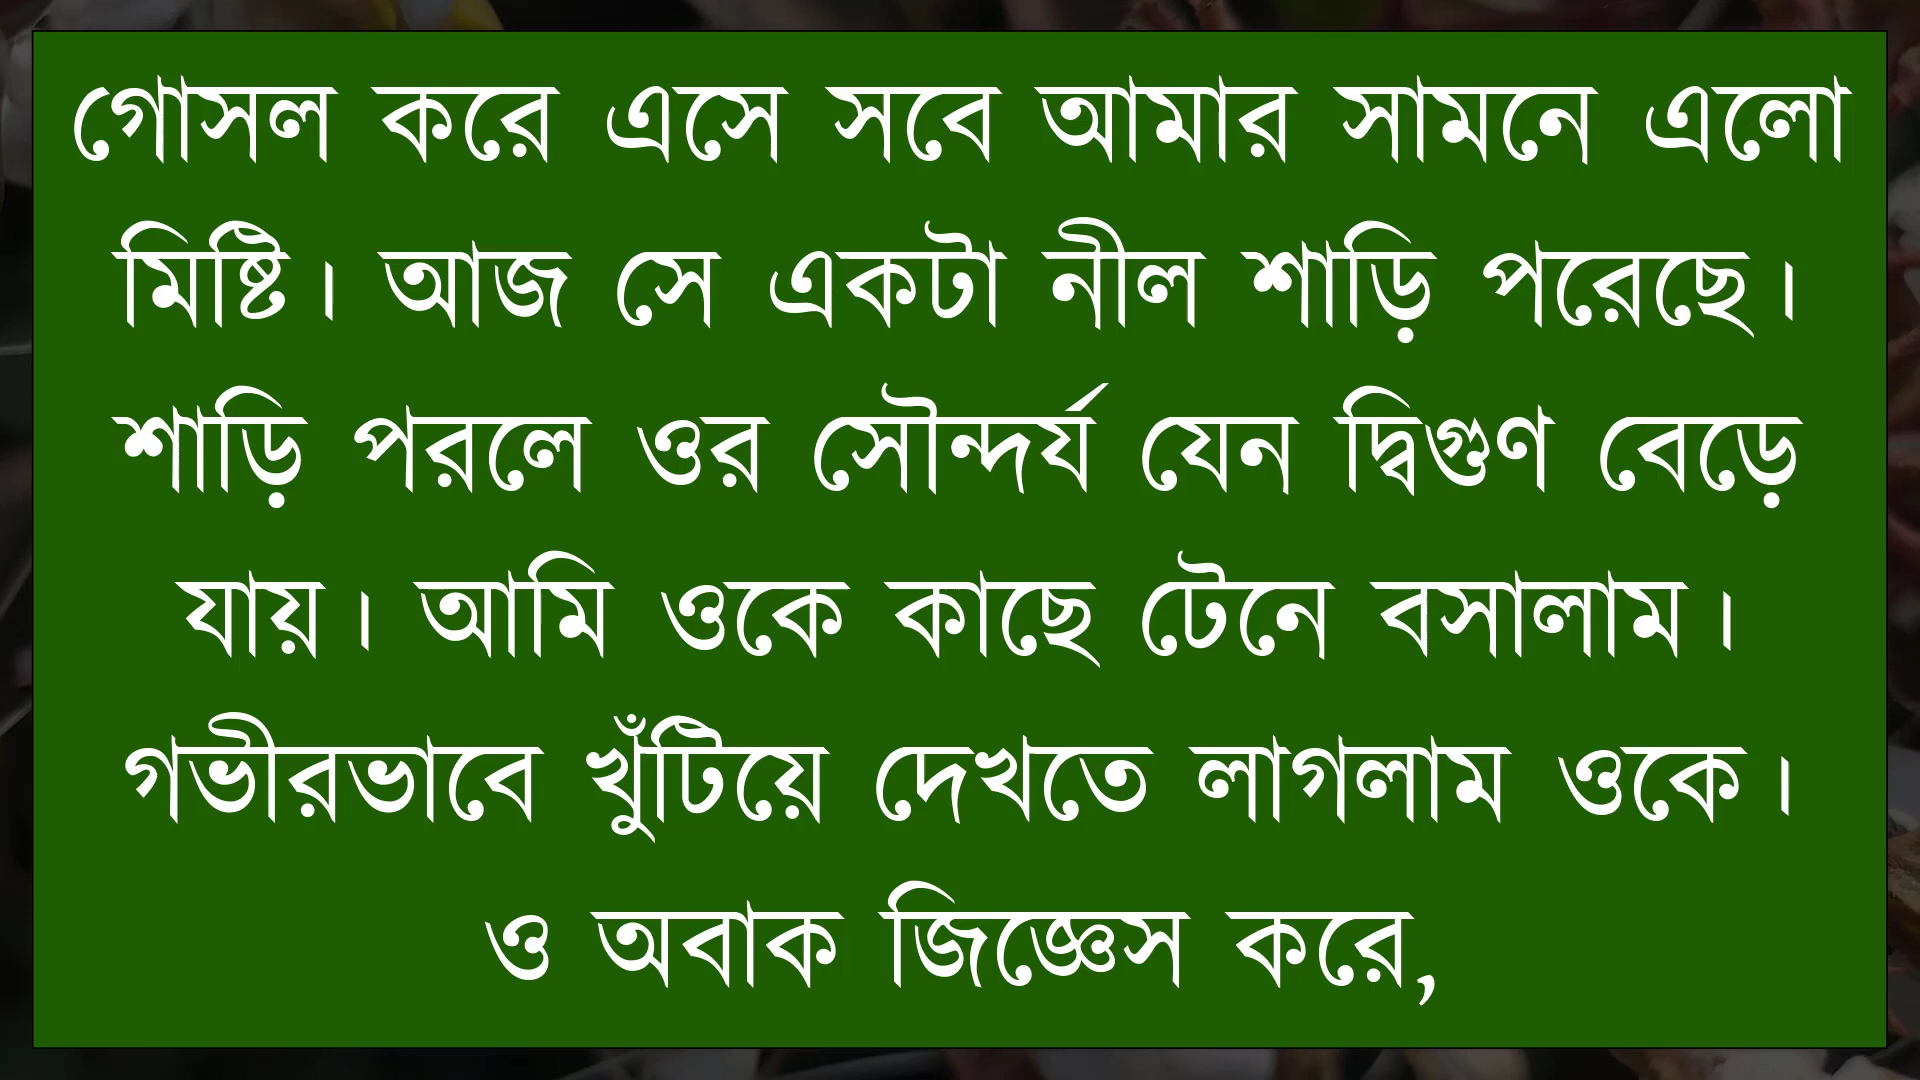 গোসল করে এসে সবে আমার সামনে এলো
মিষ্টি। আজ সে একটা নীল শাড়ি পরেছে।
শাড়ি পরলে ওর সৌন্দর্য যেন দ্বিগুণ বেড়ে
যায়। আমি ওকে কাছে টেনে বসালাম।
গভীরভাবে খুঁটিয়ে দেখতে লাগলাম ওকে।
ও অবাক জিজ্ঞেস করে,